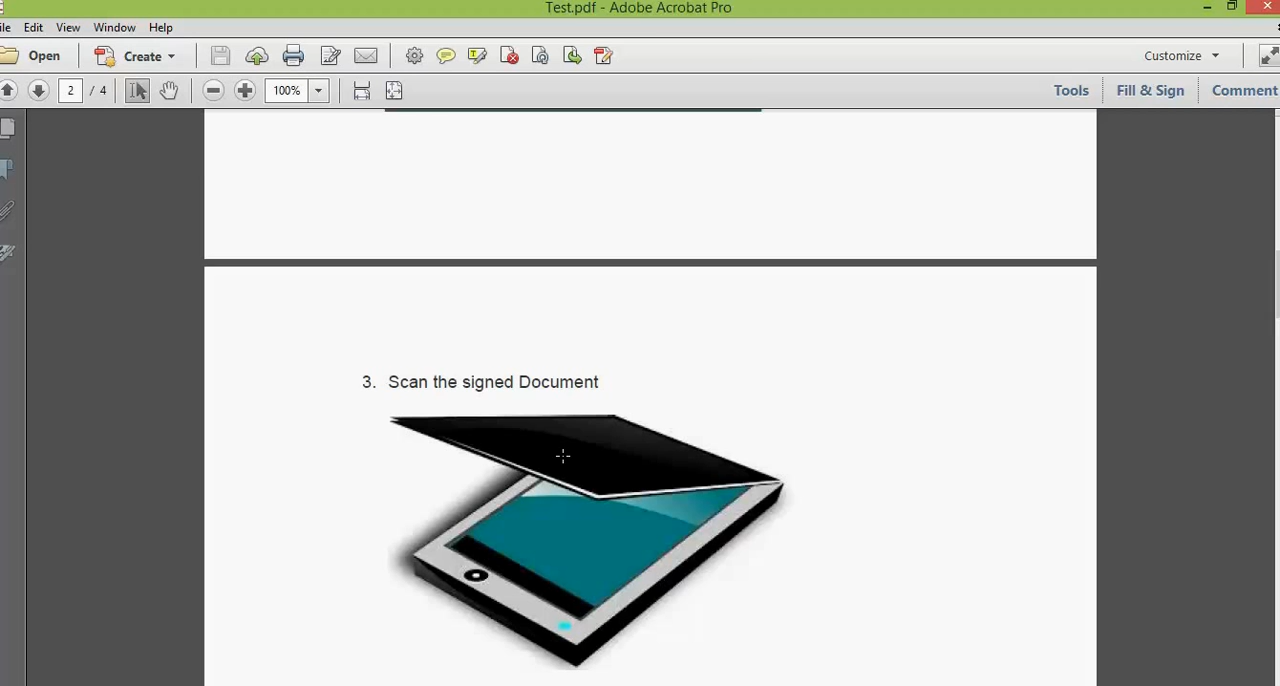 Test.pdf - Adobe Acrobat Pro
ile Edit View Window Help
Open Create Customize
2 / 4 100% Tools Fill & Sign Comment
3. Scan the signed Document